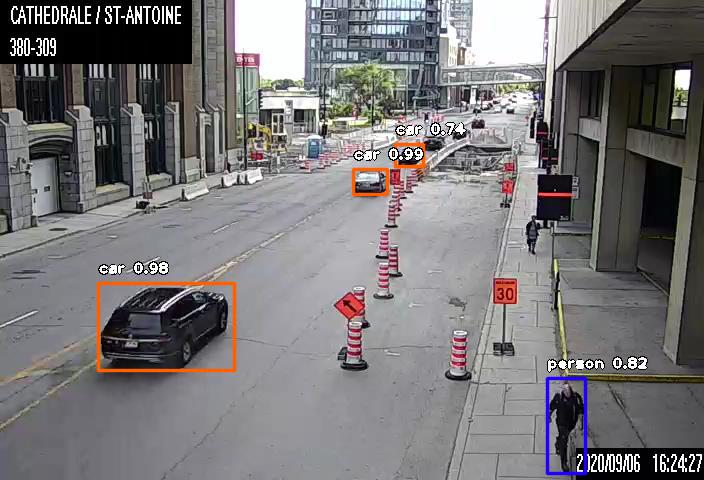 CATHEDRALE / ST-ANTOINE
380-309
car 0.74
car 0.99
car 0.98
30
person 0.82
2020/09/06 16:24:27